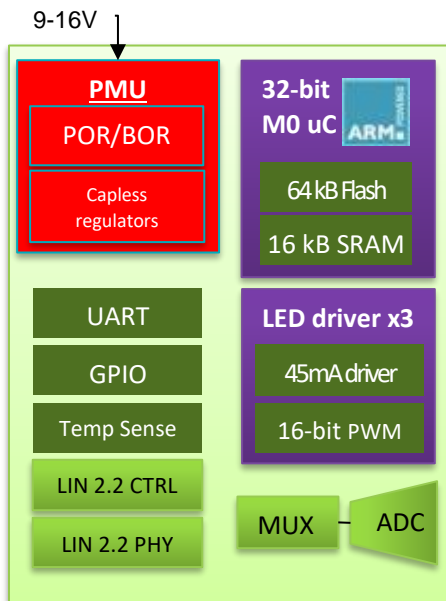 9-16V
PMU
POR/BOR
Capless
regulators
32-bit
M0 uC
ARM
POWERED
64 kB Flash
16 kB SRAM
UART
GPIO
Temp Sense
LIN 2.2 CTRL
LIN 2.2 PHY
LED driver x3
45mA driver
16-bit PWM
MUX
ADC